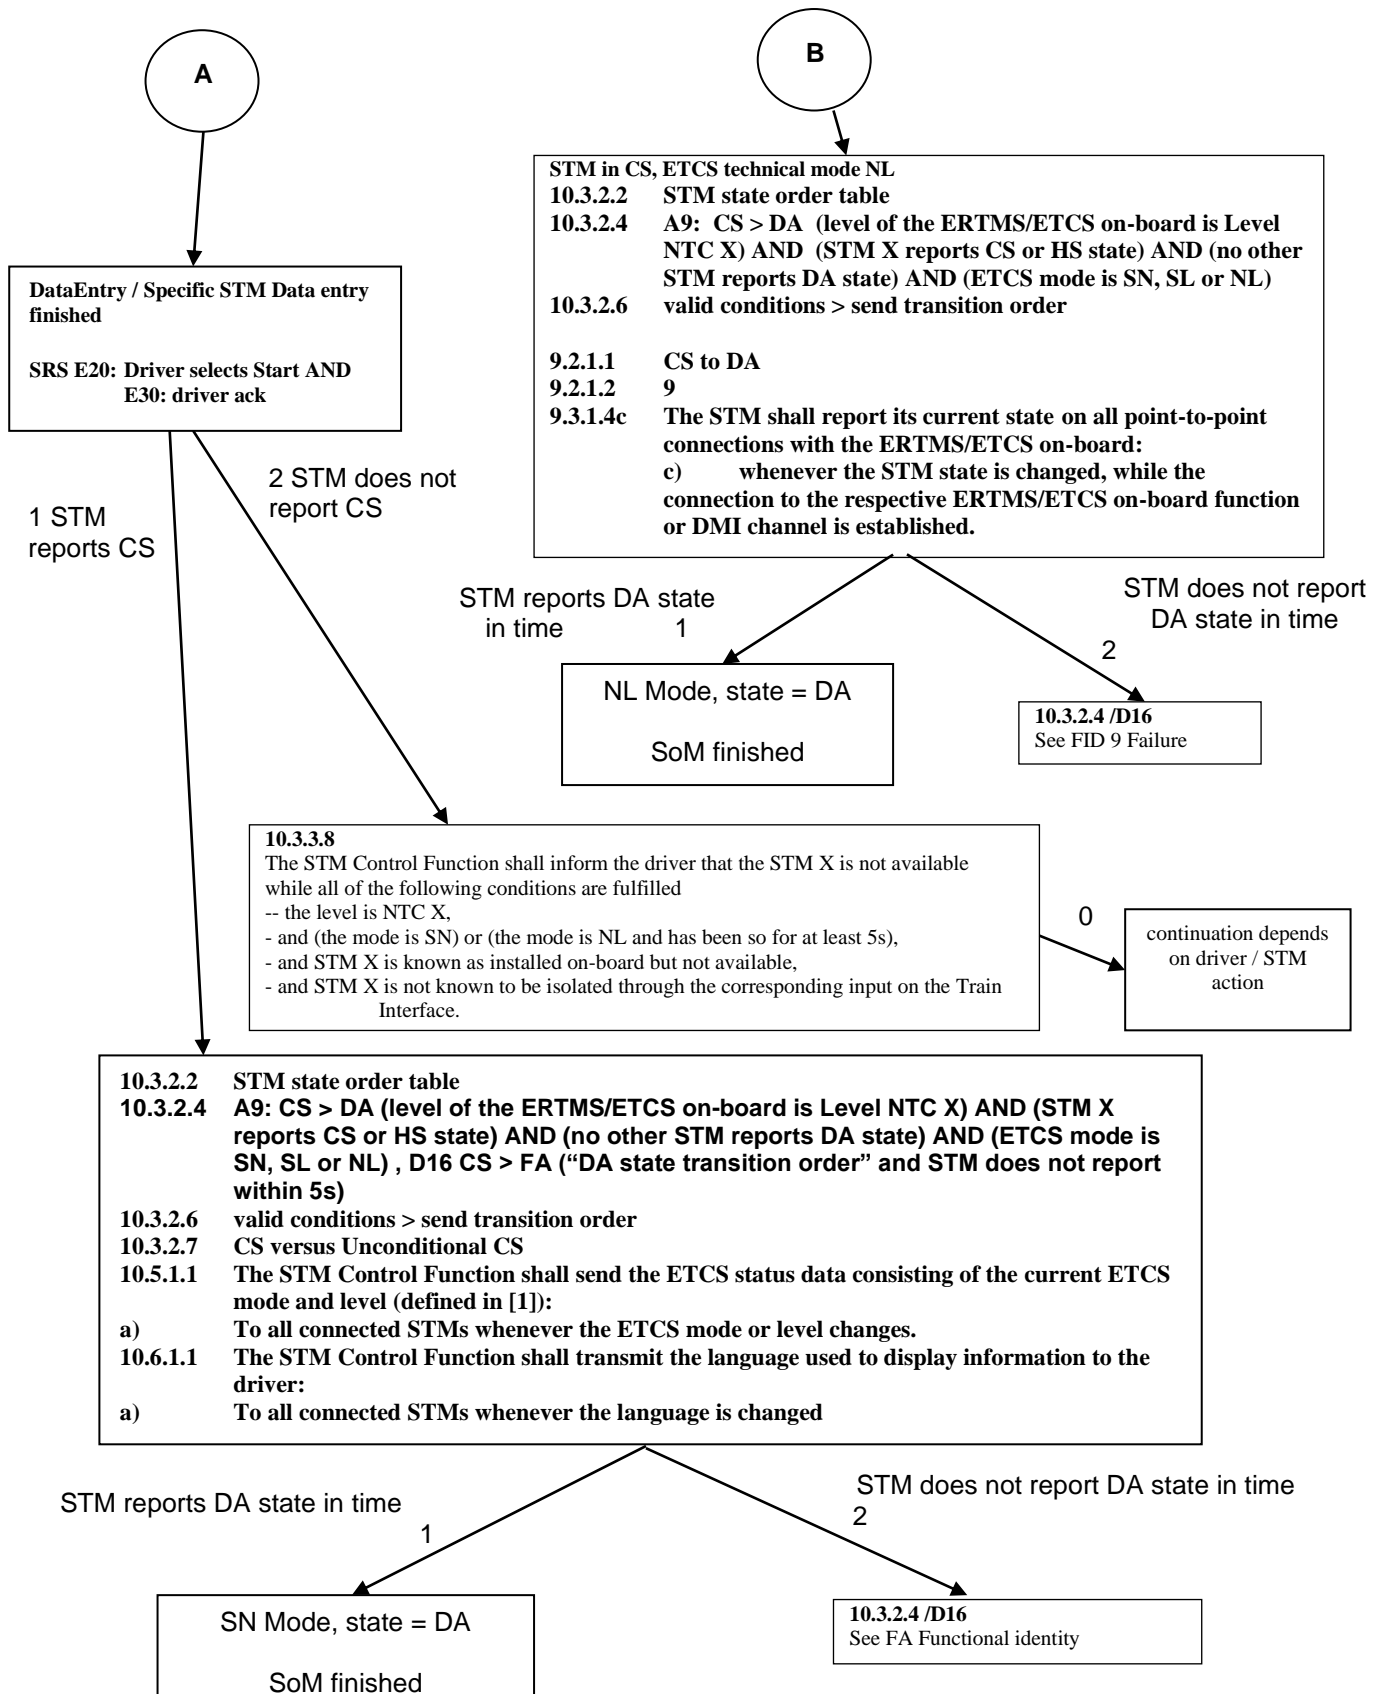 A
B
STM in CS, ETCS technical mode NL
10.3.2.2 STM state order table
10.3.2.4 A9: CS > DA (level of the ERTMS/ETCS on-board is Level
NTC X) AND (STM X reports CS or HS state) AND (no other
STM reports DA state) AND (ETCS mode is SN, SL or NL)
10.3.2.6 valid conditions > send transition order
9.2.1.1 CS to DA
9.2.1.2 9
9.3.1.4c The STM shall report its current state on all point-to-point
connections with the ERTMS/ETCS on-board:
c) whenever the STM state is changed, while the
connection to the respective ERTMS/ETCS on-board function
or DMI channel is established.
DataEntry / Specific STM Data entry
finished
SRS E20: Driver selects Start AND
E30: driver ack
1 STM
reports CS
2 STM does not
report CS
STM reports DA state
in time 1
STM does not report
DA state in time
2
NL Mode, state = DA
SoM finished
10.3.2.4 /D16
See FID 9 Failure
10.3.3.8
The STM Control Function shall inform the driver that the STM X is not available
while all of the following conditions are fulfilled
-- the level is NTC X,
- and (the mode is SN) or (the mode is NL and has been so for at least 5s),
- and STM X is known as installed on-board but not available,
- and STM X is not known to be isolated through the corresponding input on the Train
Interface.
0
continuation depends
on driver / STM
action
10.3.2.2 STM state order table
10.3.2.4 A9: CS > DA (level of the ERTMS/ETCS on-board is Level NTC X) AND (STM X
reports CS or HS state) AND (no other STM reports DA state) AND (ETCS mode is
SN, SL or NL) , D16 CS > FA (“DA state transition order” and STM does not report
within 5s)
10.3.2.6 valid conditions > send transition order
10.3.2.7 CS versus Unconditional CS
10.5.1.1 The STM Control Function shall send the ETCS status data consisting of the current ETCS
mode and level (defined in [1]):
a) To all connected STMs whenever the ETCS mode or level changes.
10.6.1.1 The STM Control Function shall transmit the language used to display information to the
driver:
a) To all connected STMs whenever the language is changed
STM reports DA state in time
1
STM does not report DA state in time
2
SN Mode, state = DA
SoM finished
10.3.2.4 /D16
See FA Functional identity